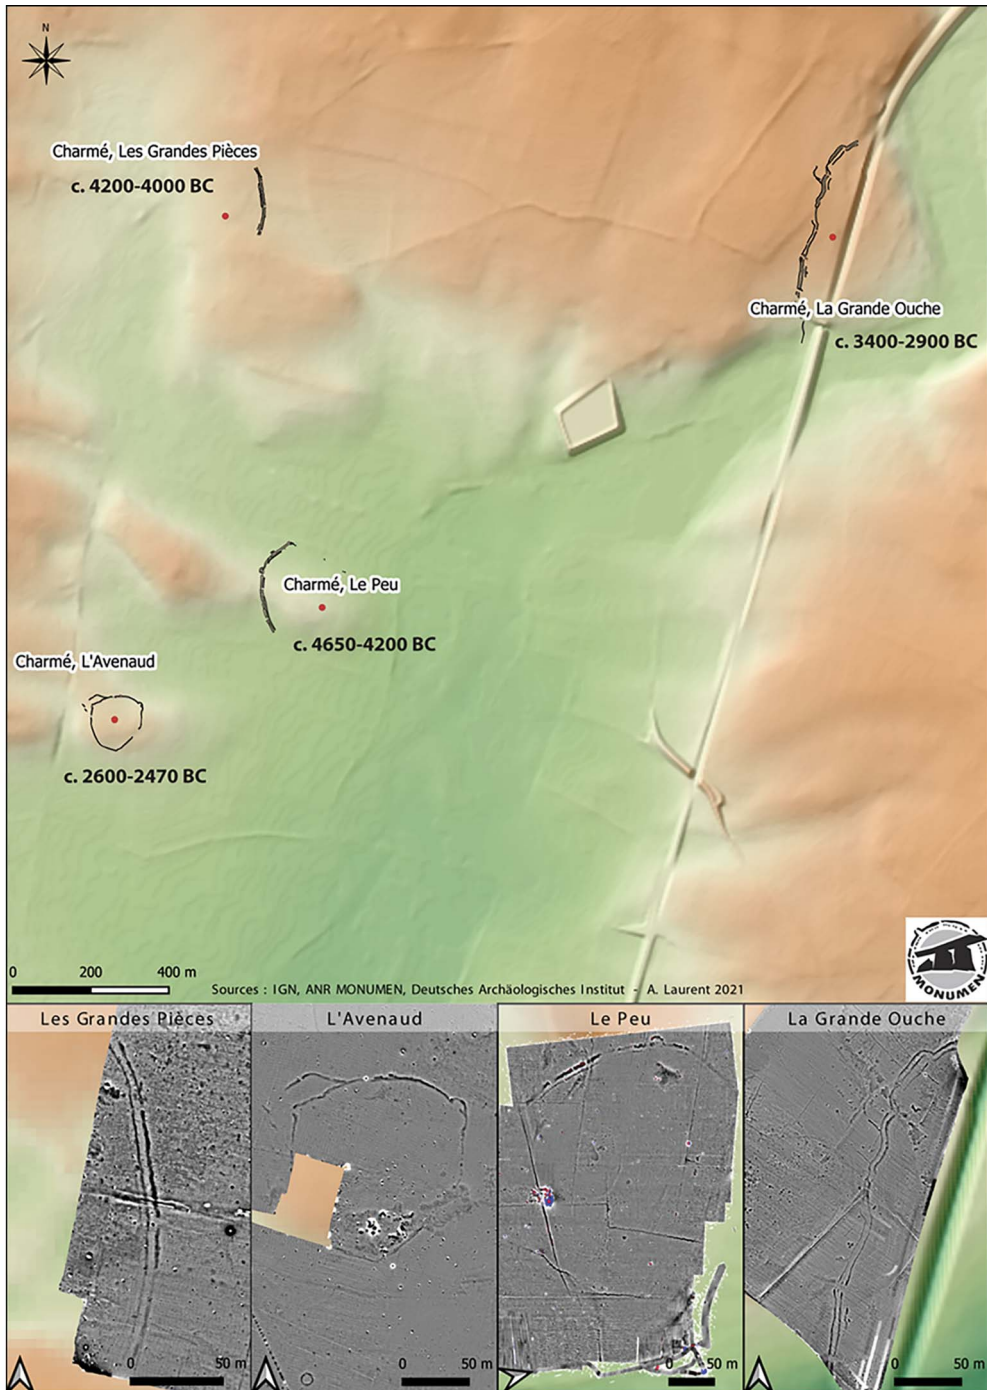 N
Charmé, Les Grandes Pièces
c. 4200-4000 BC
Charmé, La Grande Ouche
c. 3400-2900 BC
Charmé, Le Peu
c. 4650-4200 BC
Charmé, L'Avenaud
c. 2600-2470 BC
0 200 400 m
Sources : IGN, ANR MONUMEN, Deutsches Archäologisches Institut - A. Laurent 2021
MONUMEN
Les Grandes Pièces
L'Avenaud
Le Peu
La Grande Ouche
0 50 m
0 50 m
0 50 m
0 50 m